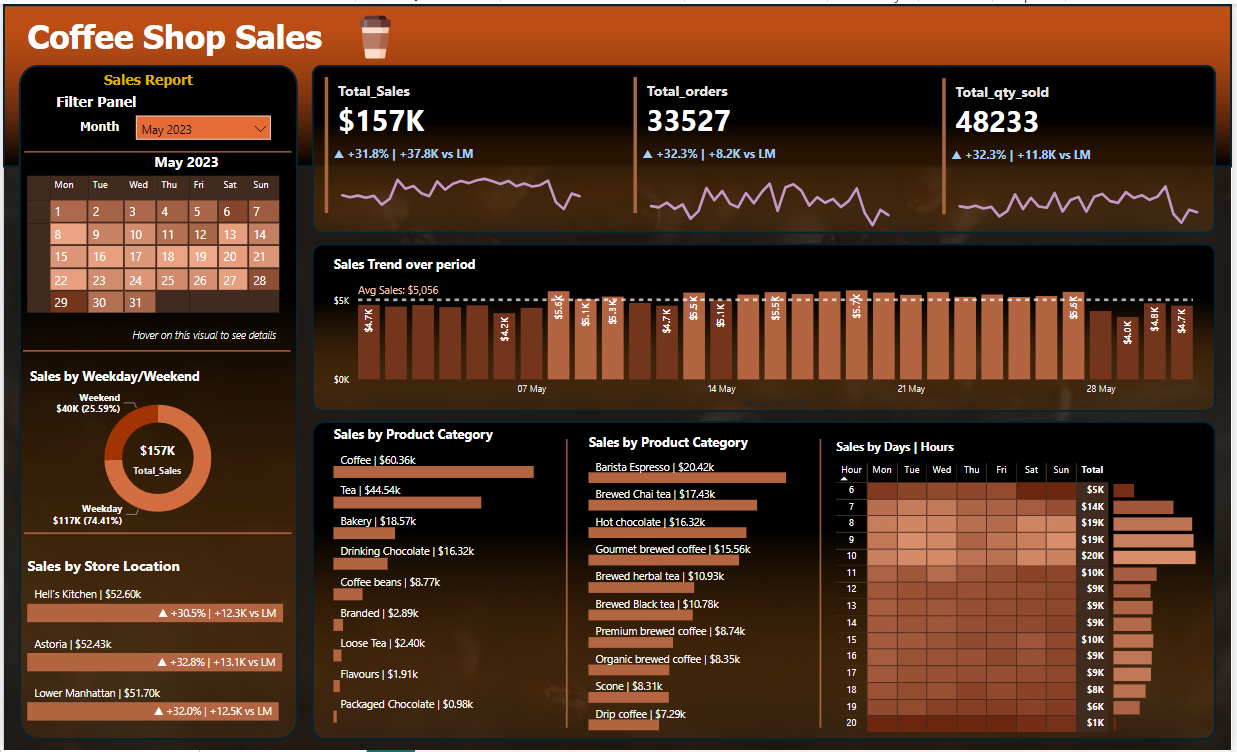 Coffee Shop Sales
Sales Report
Filter Panel
Month
May 2023
May 2023
Mon Tue Wed Thu Fri Sat Sun
1 2 3 4 5 6 7
8 9 10 11 12 13 14
15 16 17 18 19 20 21
22 23 24 25 26 27 28
29 30 31
Hover on this visual to see details
Sales by Weekday/Weekend
Weekend
$40K (25.59%)
$157K
Total_Sales
Weekday
$117K (74.41%)
Sales by Store Location
Hell's Kitchen | $52.60k
▲ +30.5% | +12.3K vs LM
Astoria | $52.43k
▲ +32.8% | +13.1K vs LM
Lower Manhattan | $51.70k
▲ +32.0% | +12.5K vs LM
Total_Sales
$157K
▲ +31.8% | +37.8K vs LM
Total_orders
33527
▲ +32.3% | +8.2K vs LM
Total_qty_sold
48233
▲ +32.3% | +11.8K vs LM
Sales Trend over period
Avg Sales: $5,056
$5K
$0K
$4.7K
$4.2K
$5.6K
$5.1K
$5.3K
$4.7K
$5.5K
$5.1K
$5.5K
$5.7K
$5.6K
$4.0K
$4.8K
$4.7K
07 May 14 May 21 May 28 May
Sales by Product Category
Coffee | $60.36k
Tea | $44.54k
Bakery | $18.57k
Drinking Chocolate | $16.32k
Coffee beans | $8.77k
Branded | $2.89k
Loose Tea | $2.40k
Flavours | $1.91k
Packaged Chocolate | $0.98k
Sales by Product Category
Barista Espresso | $20.42k
Brewed Chai tea | $17.43k
Hot chocolate | $16.32k
Gourmet brewed coffee | $15.56k
Brewed herbal tea | $10.93k
Brewed Black tea | $10.78k
Premium brewed coffee | $8.74k
Organic brewed coffee | $8.35k
Scone | $8.31k
Drip coffee | $7.29k
Sales by Days | Hours
Hour Mon Tue Wed Thu Fri Sat Sun Total
6 $5K
7 $14K
8 $19K
9 $19K
10 $20K
11 $10K
12 $9K
13 $9K
14 $9K
15 $10K
16 $9K
17 $9K
18 $8K
19 $6K
20 $1K